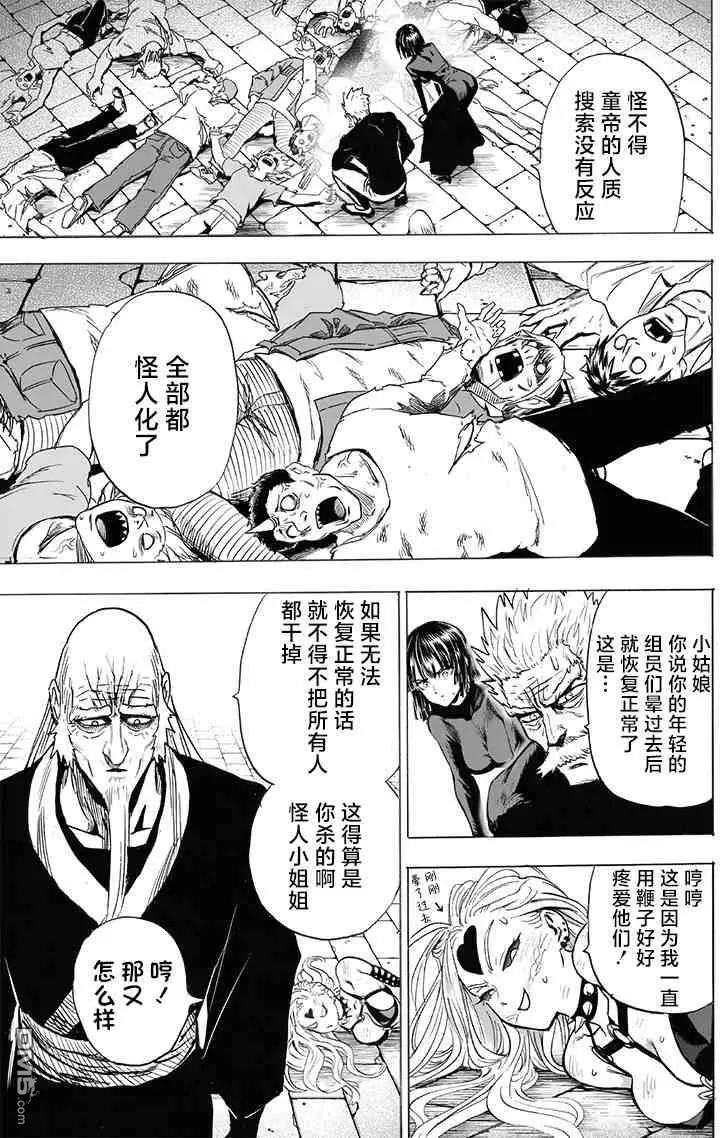 怪不得
童帝的人质
搜索没有反应
全部都
怪人化了
小姑娘
你说你的年轻的
组员们晕过去后
就恢复正常了
这是…
如果无法
恢复正常的话
就不得不把所有人
都干掉
这得算是
你杀的啊
怪人小姐姐
哼!
那又
怎么样
哼哼
这是因为我一直
用鞭子好好
疼爱他们!
刚刚
晕了过去
DM5.com